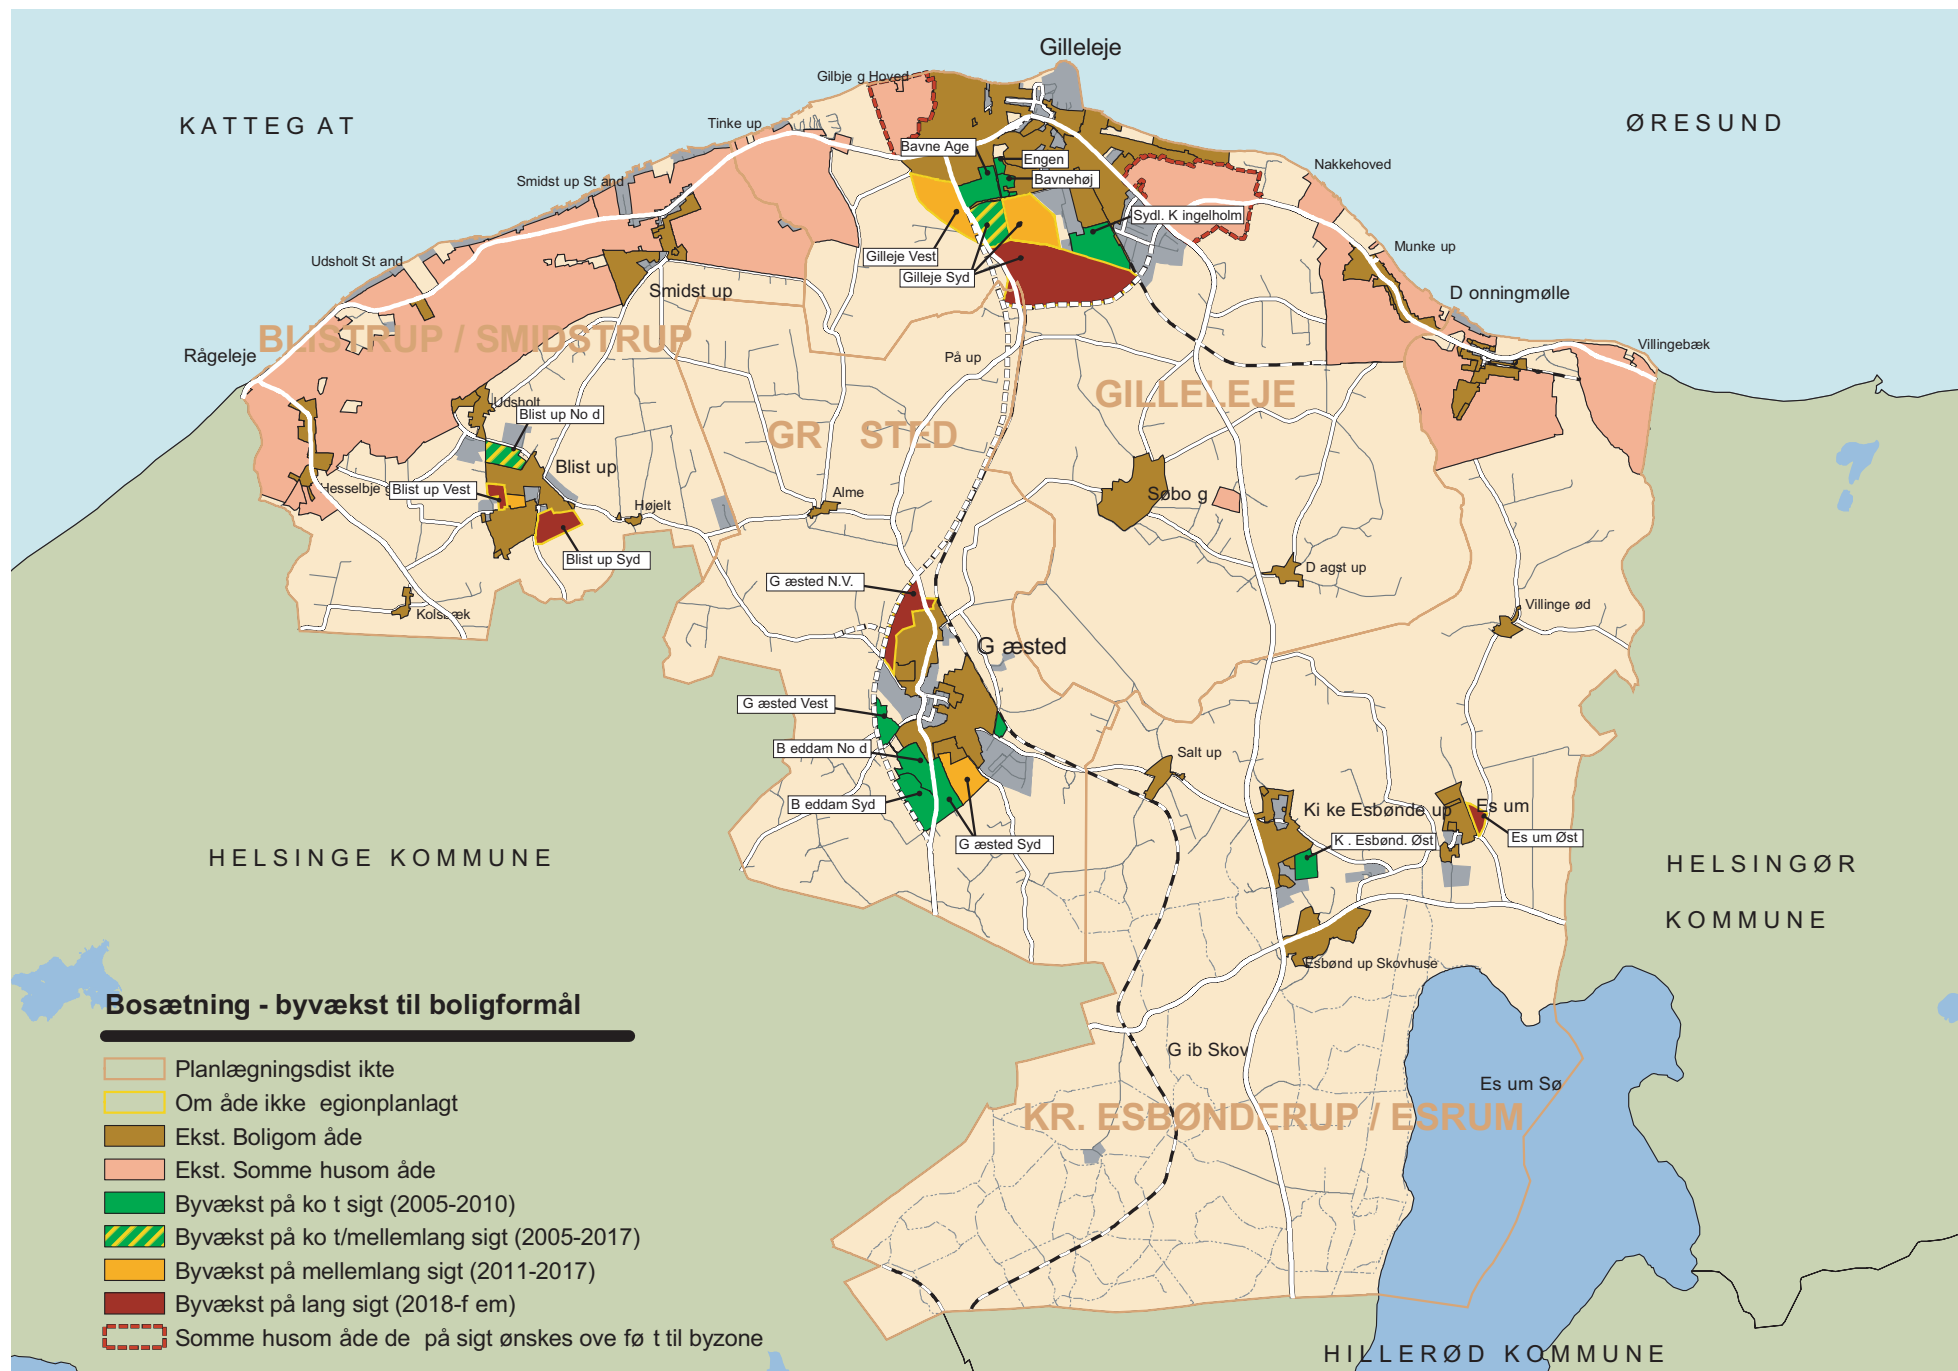 Gilleleje
Gilbje g Hoved
KATTEG AT
Tinke up
ØRESUND
Bavne Age
Engen
Bavnehøj
Nakkehoved
Smidst up St and
Sydl. K ingelholm
Munke up
Udsholt St and
Gilleje Vest
Gilleje Syd
Smidst up
D onningmølle
BLISTRUP / SMIDSTRUP
Rågeleje
På up
Villingebæk
GILLELEJE
Udsholt
Blist up No d
GR STED
Blist up
Hesselbje g
Blist up Vest
Alme
Højelt
Søbo g
Blist up Syd
D agst up
G æsted N.V.
Kolsbæk
Villinge ød
G æsted
G æsted Vest
B eddam No d
Salt up
B eddam Syd
Ki ke Esbønde up
Es um
G æsted Syd
K . Esbønd. Øst
Es um Øst
HELSINGE KOMMUNE
HELSINGØR
KOMMUNE
Esbønd up Skovhuse
G ib Skov
Es um Sø
KR. ESBØNDERUP / ESRUM
HILLERØD KOMMUNE
Bosætning - byvækst til boligformål
Planlægningsdist ikte
Om åde ikke egionplanlagt
Ekst. Boligom åde
Ekst. Somme husom åde
Byvækst på ko t sigt (2005-2010)
Byvækst på ko t/mellemlang sigt (2005-2017)
Byvækst på mellemlang sigt (2011-2017)
Byvækst på lang sigt (2018-f em)
Somme husom åde de på sigt ønskes ove fø t til byzone